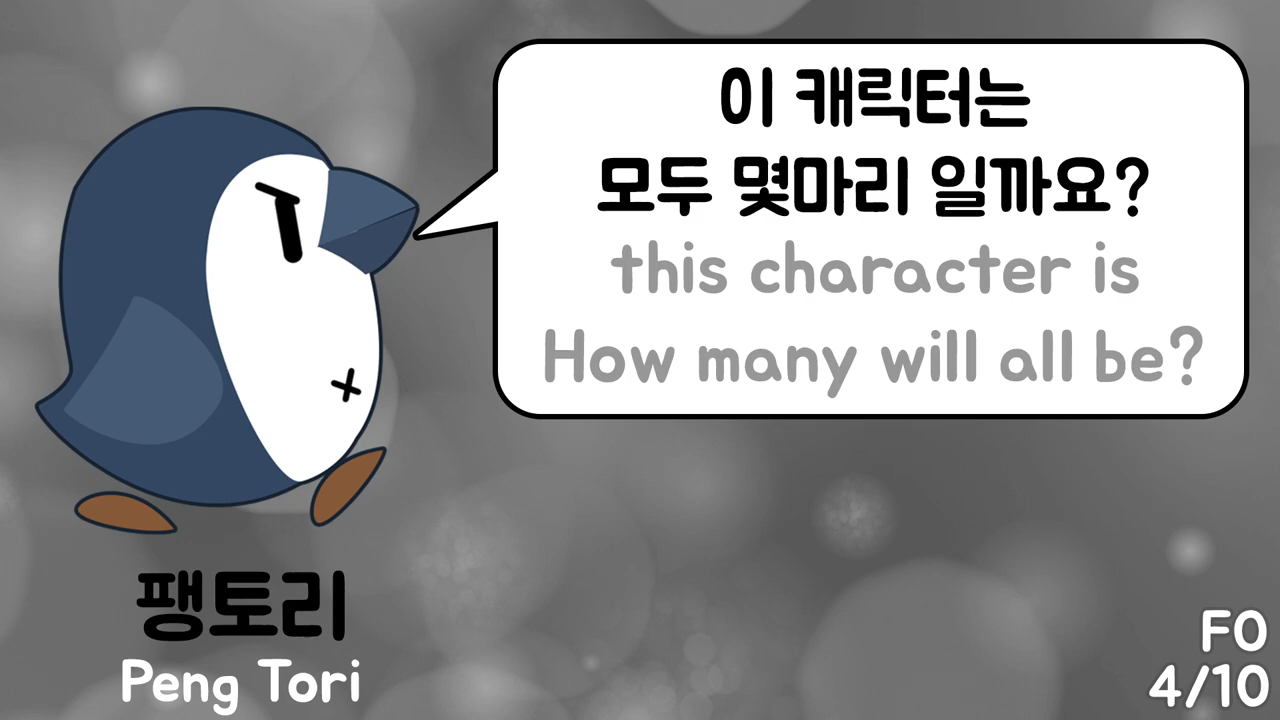 이 캐릭터는
모두 몇마리 일까요?
this character is
How many will all be?
팽토리
Peng Tori
F0
4/10